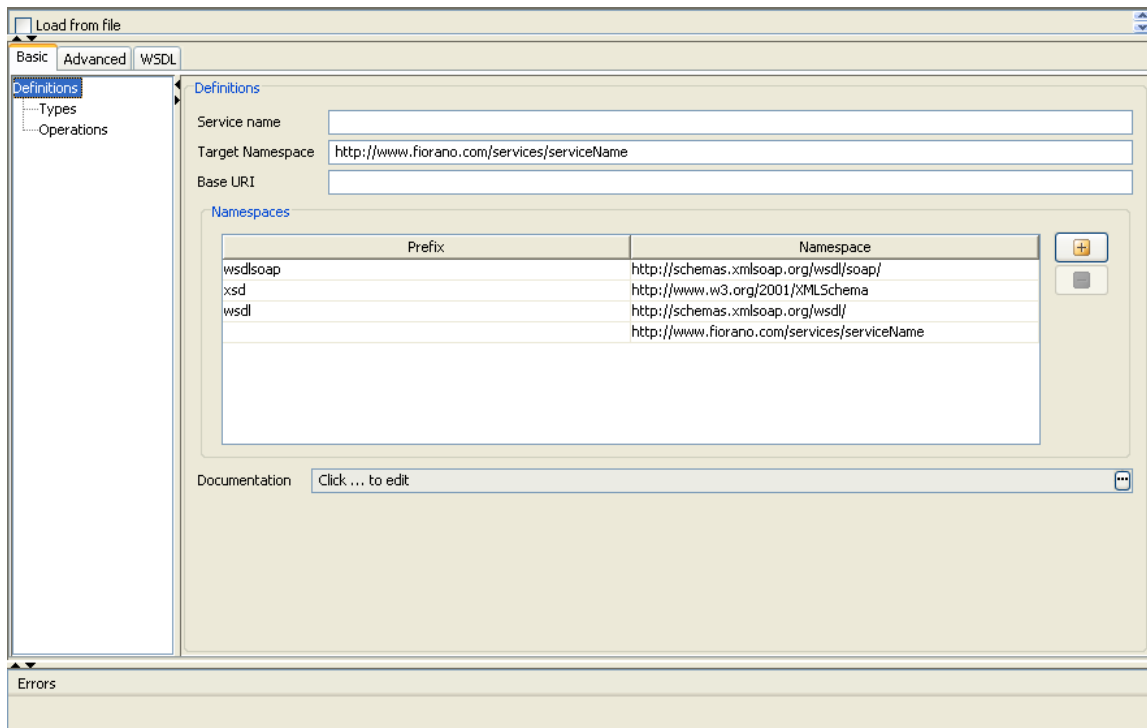 Load from file
Basic Advanced WSDL
Definitions
Types
Operations
Definitions
Service name
Target Namespace http://www.fiorano.com/services/serviceName
Base URI
Namespaces
Prefix Namespace
wsdlsoap http://schemas.xmlsoap.org/wsdl/soap/
xsd http://www.w3.org/2001/XMLSchema
wsdl http://schemas.xmlsoap.org/wsdl/
http://www.fiorano.com/services/serviceName
Documentation Click ... to edit
Errors